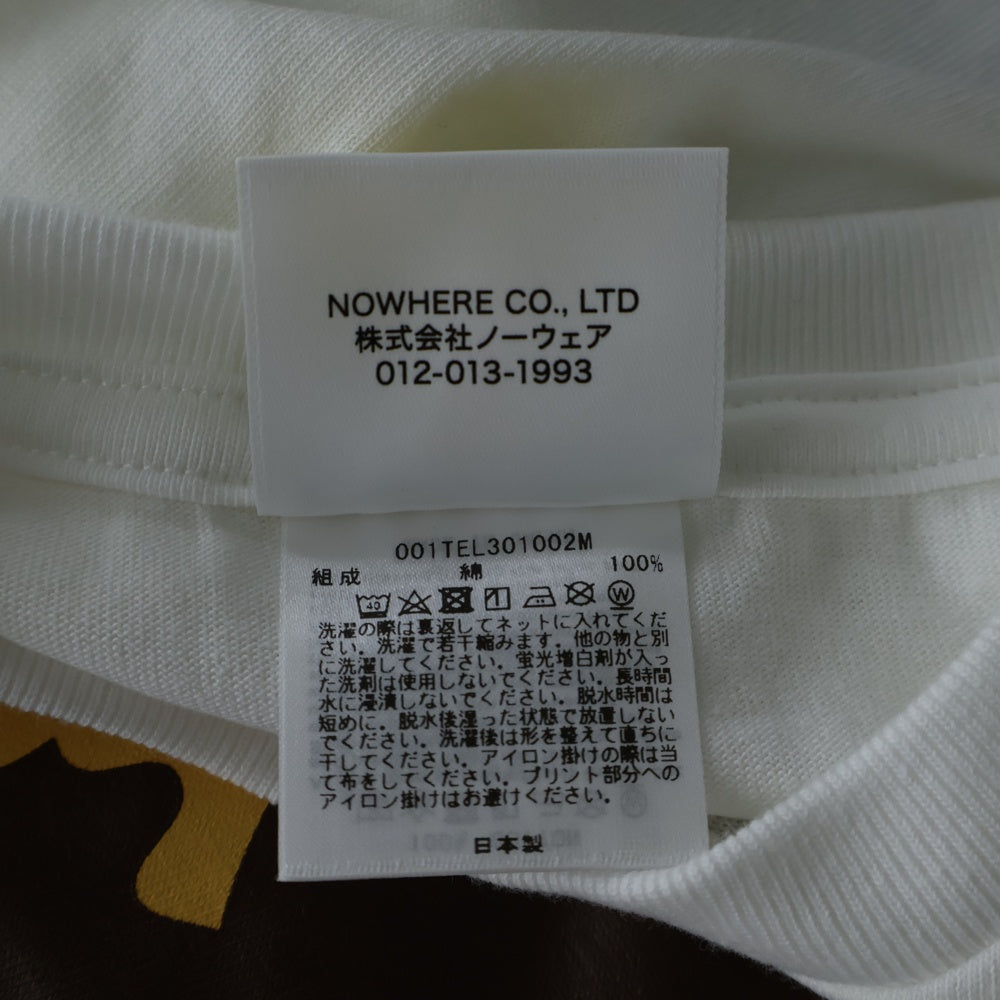 NOWHERE CO., LTD
株式会社ノーウェア
012-013-1993
001TEL301002M
組成 綿 100%
40 W
洗濯の際は裏返してネットに入れてくだ
さい。洗濯で若干縮みます。他の物と別
に洗濯してください。蛍光増白剤が入っ
た洗剤は使用しないでください。長時間
水に浸漬しないでください。脱水時間は
短めに。脱水後湿った状態で放置しない
でください。洗濯後は形を整えて直ちに
干してください。アイロン掛けの際は当
て布をしてください。プリント部分への
アイロン掛けはお避けください。
日本製